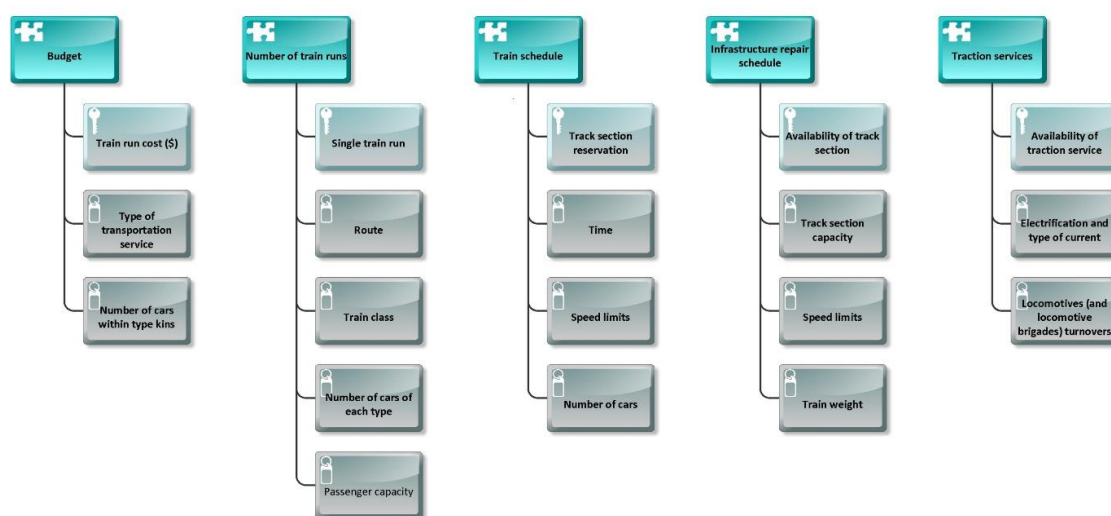 Budget
Train run cost ($)
Type of
transportation
service
Number of cars
within type kins
Number of train runs
Single train run
Route
Train class
Number of cars of
each type
Passenger capacity
Train schedule
Track section
reservation
Time
Speed limits
Number of cars
Infrastructure repair
schedule
Availability of track
section
Track section
capacity
Speed limits
Train weight
Traction services
Availability of
traction service
Electrification and
type of current
Locomotives (and
locomotive
brigades) turnovers